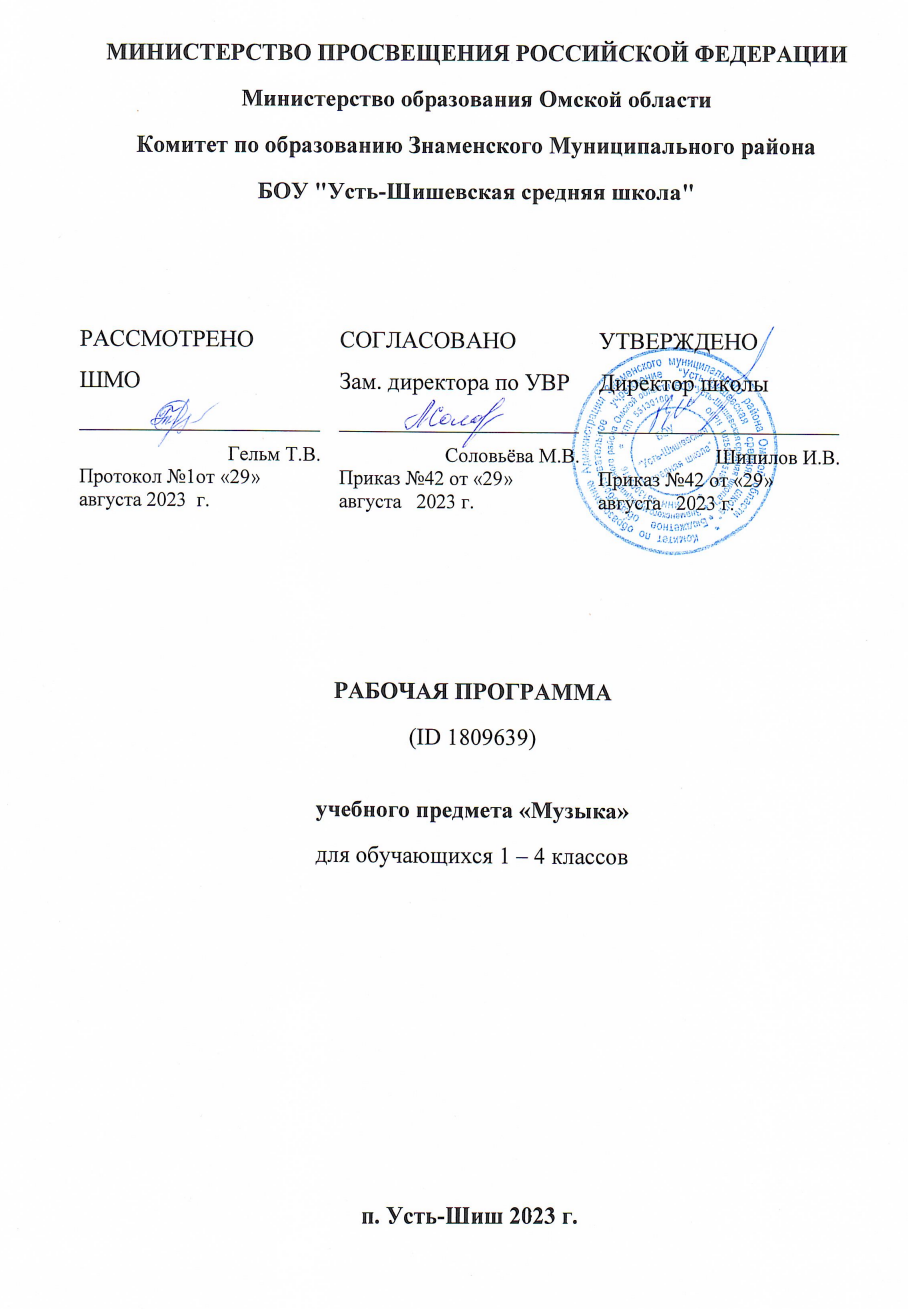 МИНИСТЕРСТВО ПРОСВЕЩЕНИЯ РОССИЙСКОЙ ФЕДЕРАЦИИ
Министерство образования Омской области
Комитет по образованию Знаменского Муниципального района
БОУ "Усть-Шишевская средняя школа"
РАССМОТРЕНО
ШМО
Гельм Т.В.
Протокол №1от «29»
августа 2023 г.
СОГЛАСОВАНО
Зам. директора по УВР
Соловьёва М.В.
Приказ №42 от «29»
августа 2023 г.
УТВЕРЖДЕНО
Директор школы
Шипилов И.В.
Приказ №42 от «29»
августа 2023 г.
РАБОЧАЯ ПРОГРАММА
(ID 1809639)
учебного предмета «Музыка»
для обучающихся 1 – 4 классов
п. Усть-Шиш 2023 г.